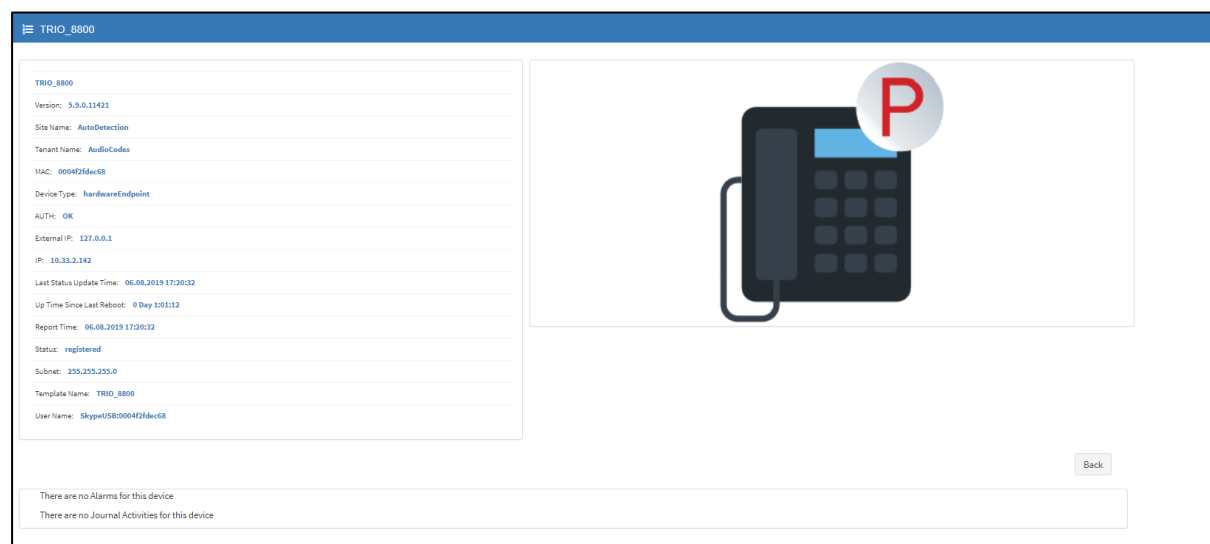 TRIO_8800
TRIO_8800
Version: 5.9.0.11421
Site Name: AutoDetection
Tenant Name: AudioCodes
MAC: 0004f2fdec68
Device Type: hardwareEndpoint
AUTH: OK
External IP: 127.0.0.1
IP: 10.33.2.142
Last Status Update Time: 06.08.2019 17:20:32
Up Time Since Last Reboot: 0 Day 1:01:12
Report Time: 06.08.2019 17:20:32
Status: registered
Subnet: 255.255.255.0
Template Name: TRIO_8800
User Name: SkypeUSB:0004f2fdec68
P
Back
There are no Alarms for this device
There are no Journal Activities for this device